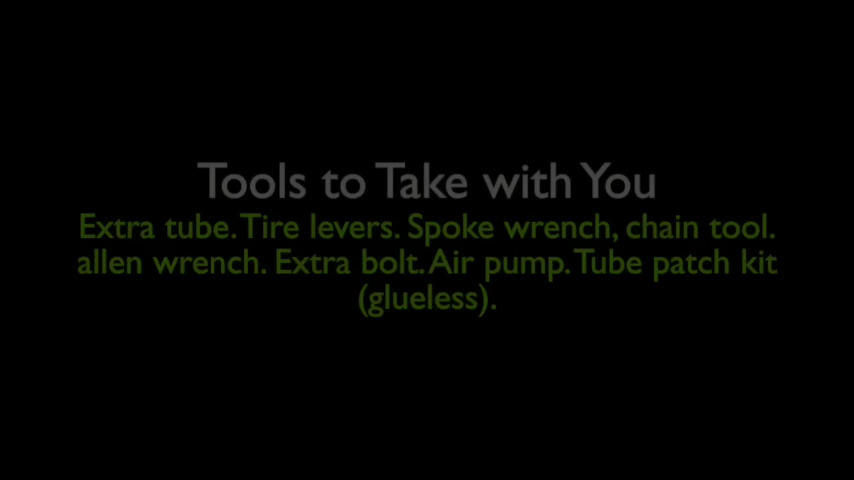 Tools to Take with You
Extra tube. Tire levers. Spoke wrench, chain tool.
allen wrench. Extra bolt. Air pump. Tube patch kit
(glueless).